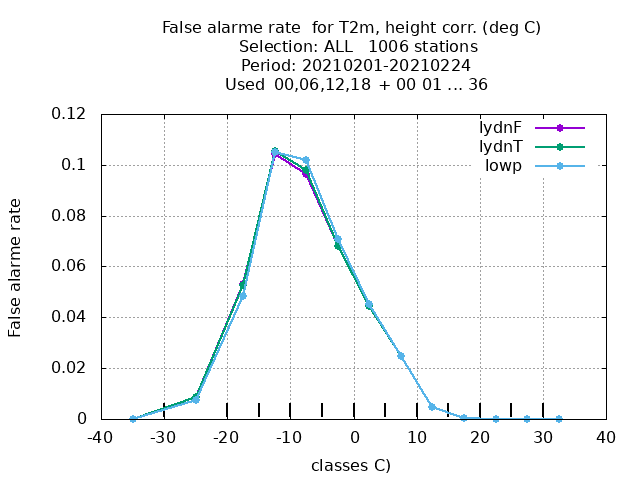 False alarme rate  for T2m, height corr. (deg C)
Selection: ALL   1006 stations
Period: 20210201-20210224
Used  00,06,12,18  + 00 01 ... 36
lydnF
lydnT
lowp
False alarme rate
0.12
0.1
0.08
0.06
0.04
0.02
0
-40 -30 -20 -10 0 10 20 30 40
classes C)